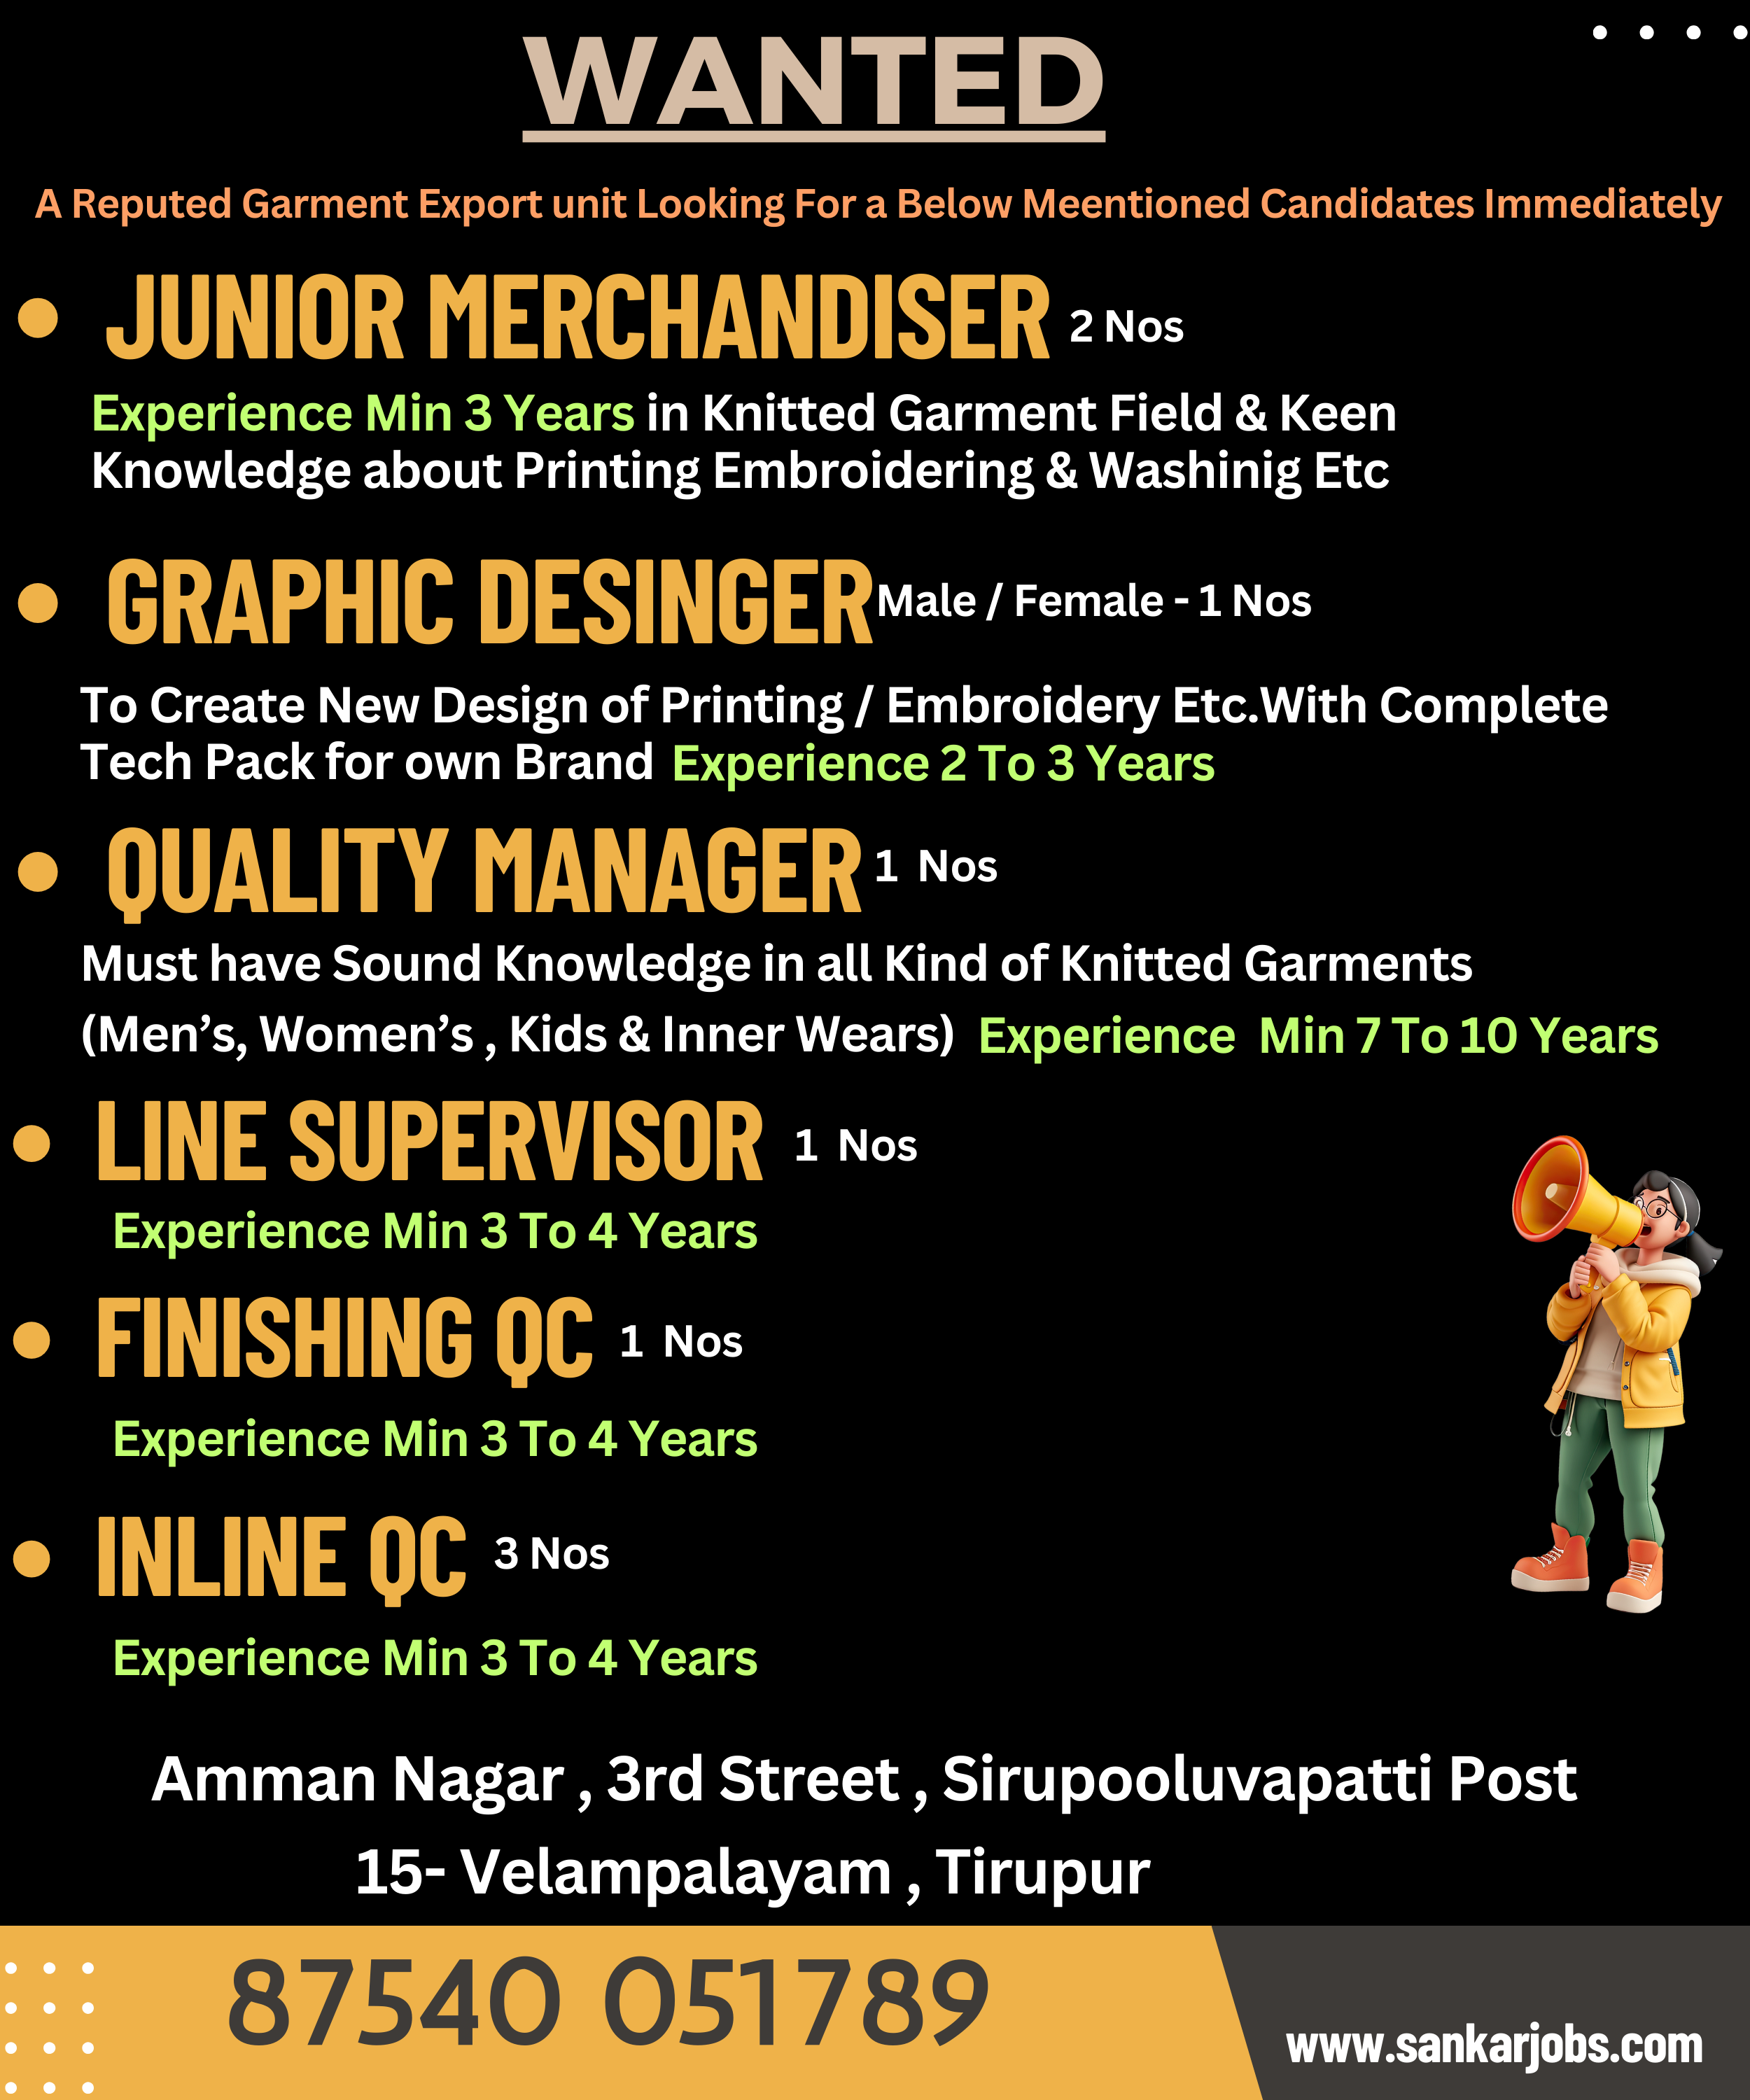 WANTED
A Reputed Garment Export unit Looking For a Below Meentioned Candidates Immediately
JUNIOR MERCHANDISER 2 Nos
Experience Min 3 Years in Knitted Garment Field & Keen
Knowledge about Printing Embroidering & Washinig Etc
GRAPHIC DESINGER Male / Female - 1 Nos
To Create New Design of Printing / Embroidery Etc.With Complete
Tech Pack for own Brand Experience 2 To 3 Years
QUALITY MANAGER 1 Nos
Must have Sound Knowledge in all Kind of Knitted Garments
(Men’s, Women’s , Kids & Inner Wears) Experience Min 7 To 10 Years
LINE SUPERVISOR 1 Nos
Experience Min 3 To 4 Years
FINISHING QC 1 Nos
Experience Min 3 To 4 Years
INLINE QC 3 Nos
Experience Min 3 To 4 Years
Amman Nagar , 3rd Street , Sirupooluvapatti Post
15- Velampalayam , Tirupur
87540 051789
www.sankarjobs.com